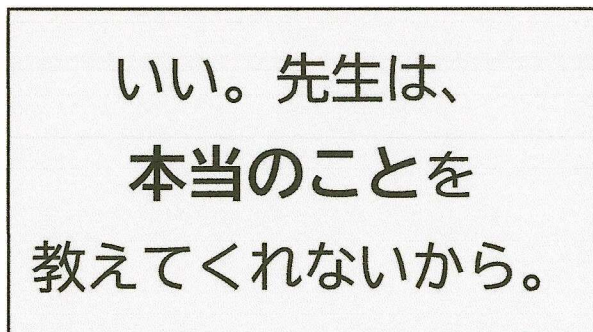 いい。先生は、
本当のことを
教えてくれないから。